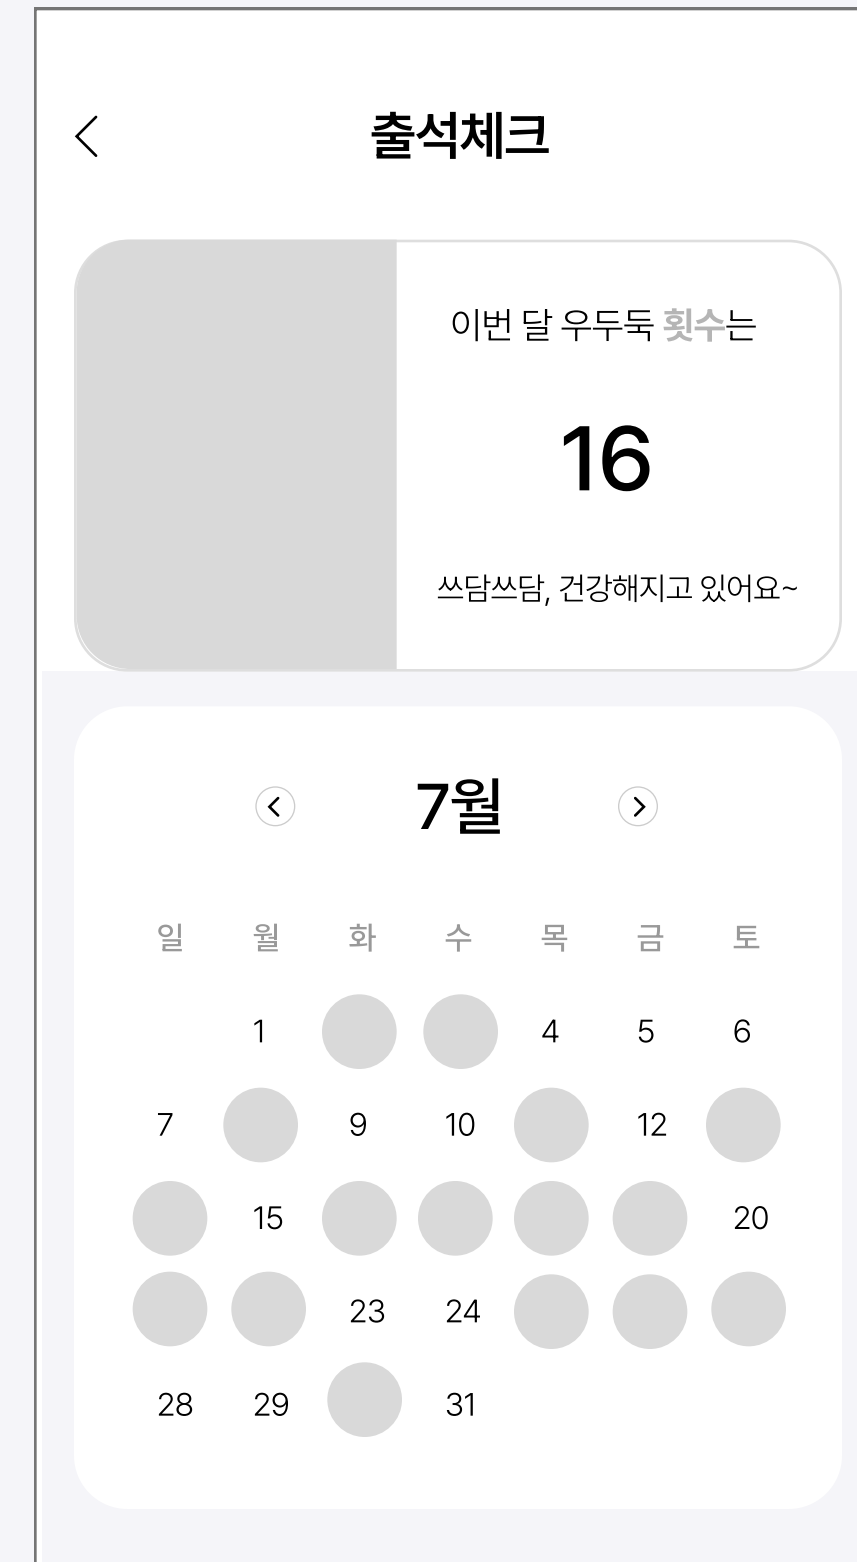 출석체크
이번 달 우두둑 횟수는
16
쓰담쓰담, 건강해지고 있어요~
7월
일 월 화 수 목 금 토
1 4 5 6
7 9 10 12
15 20
23 24
28 29 31